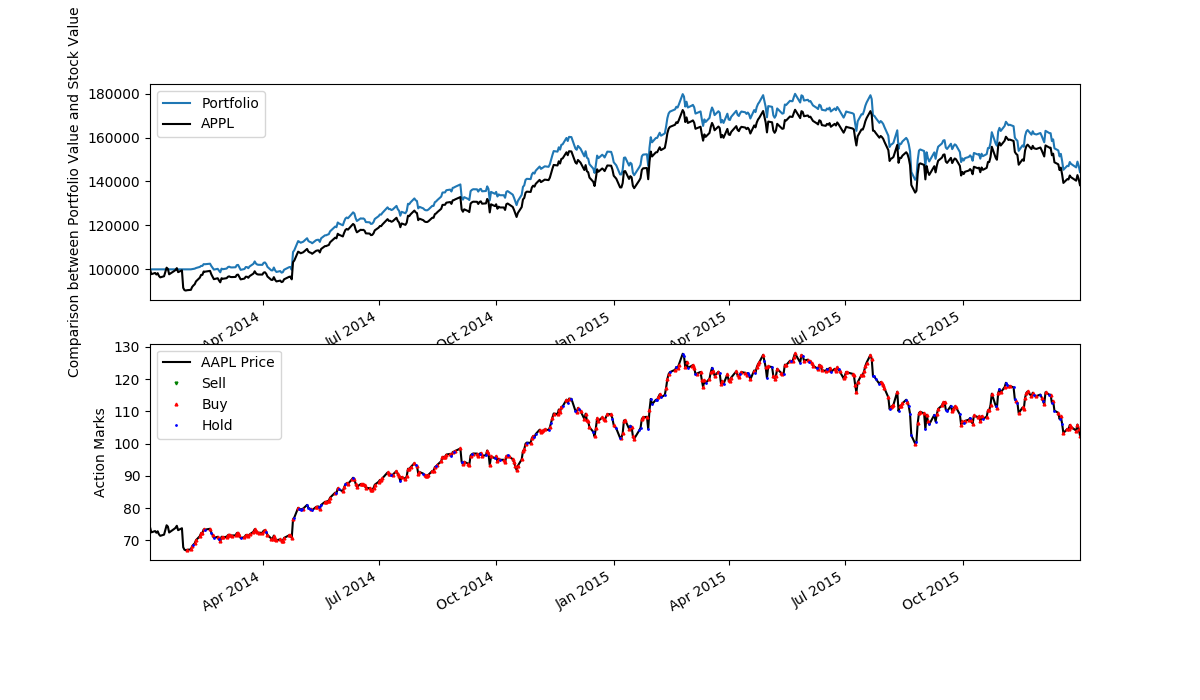 Comparison between Portfolio Value and Stock Value
180000
160000
140000
120000
100000
Portfolio
APPL
Apr 2014
Jul 2014
Oct 2014
Jan 2015
Apr 2015
Jul 2015
Oct 2015
Action Marks
130
120
110
100
90
80
70
AAPL Price
Sell
Buy
Hold
Apr 2014
Jul 2014
Oct 2014
Jan 2015
Apr 2015
Jul 2015
Oct 2015